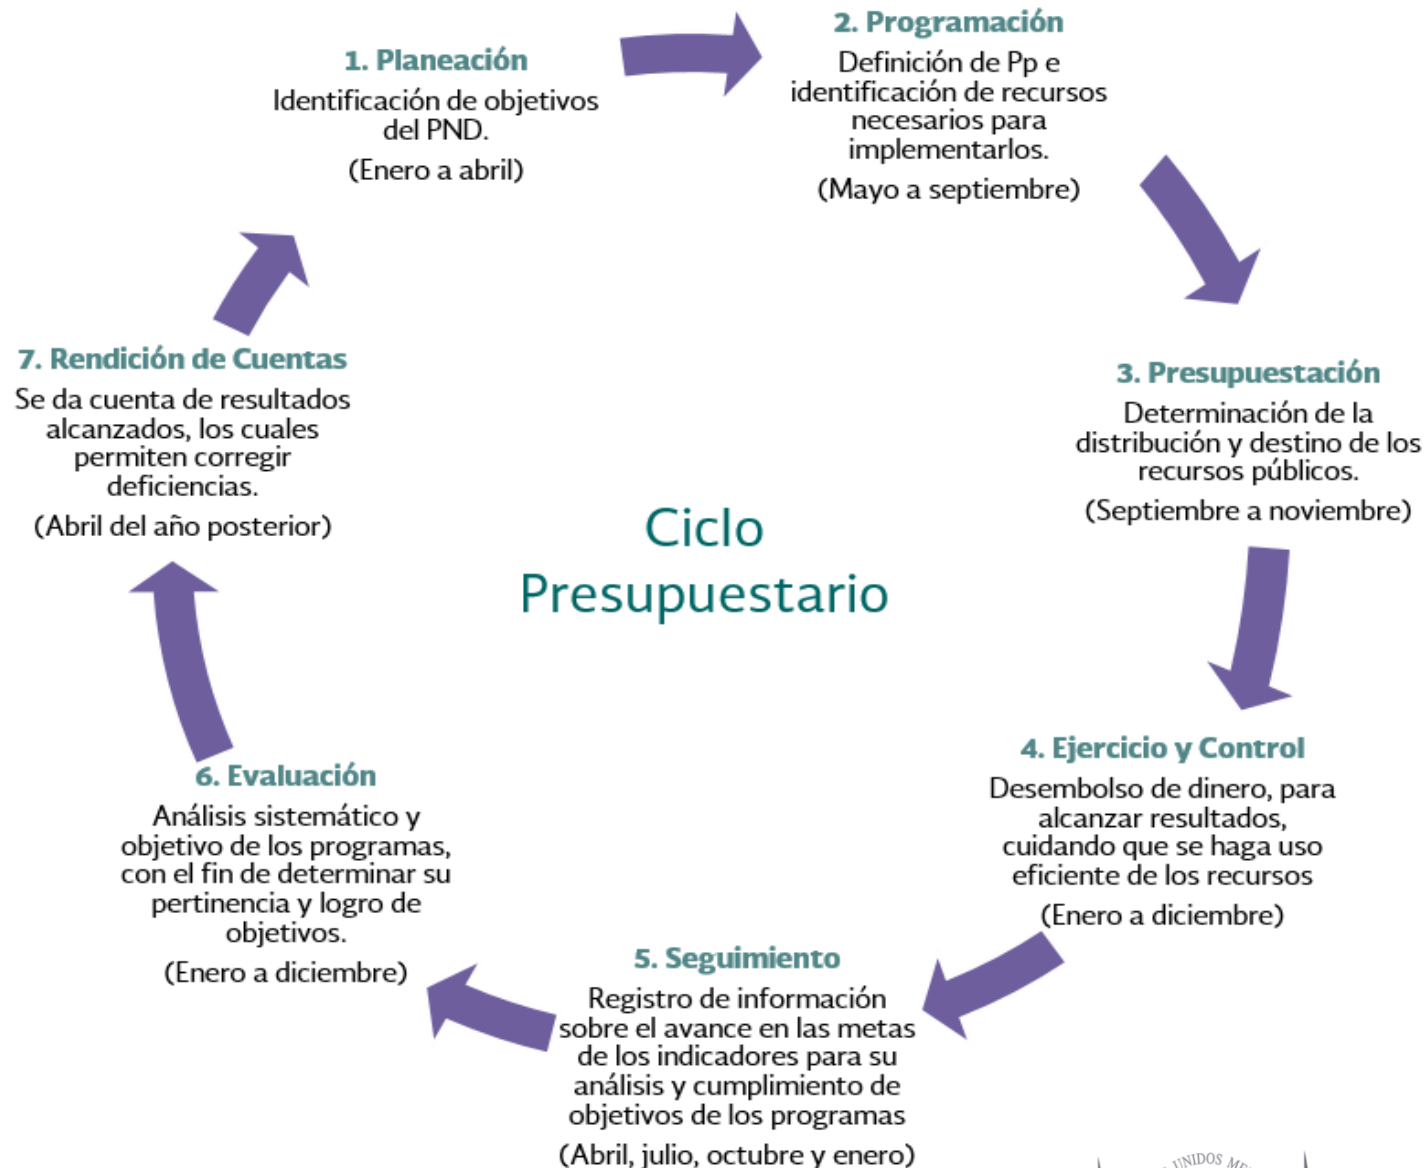 1. Planeación
Identificación de objetivos
del PND.
(Enero a abril)
2. Programación
Definición de Pp e
identificación de recursos
necesarios para
implementarlos.
(Mayo a septiembre)
3. Presupuestación
Determinación de la
distribución y destino de los
recursos públicos.
(Septiembre a noviembre)
4. Ejercicio y Control
Desembolso de dinero, para
alcanzar resultados,
cuidando que se haga uso
eficiente de los recursos
(Enero a diciembre)
5. Seguimiento
Registro de información
sobre el avance en las metas
de los indicadores para su
análisis y cumplimiento de
objetivos de los programas
(Abril, julio, octubre y enero)
6. Evaluación
Análisis sistemático y
objetivo de los programas,
con el fin de determinar su
pertinencia y logro de
objetivos.
(Enero a diciembre)
7. Rendición de Cuentas
Se da cuenta de resultados
alcanzados, los cuales
permiten corregir
deficiencias.
(Abril del año posterior)
Ciclo
Presupuestario
UNIDOS